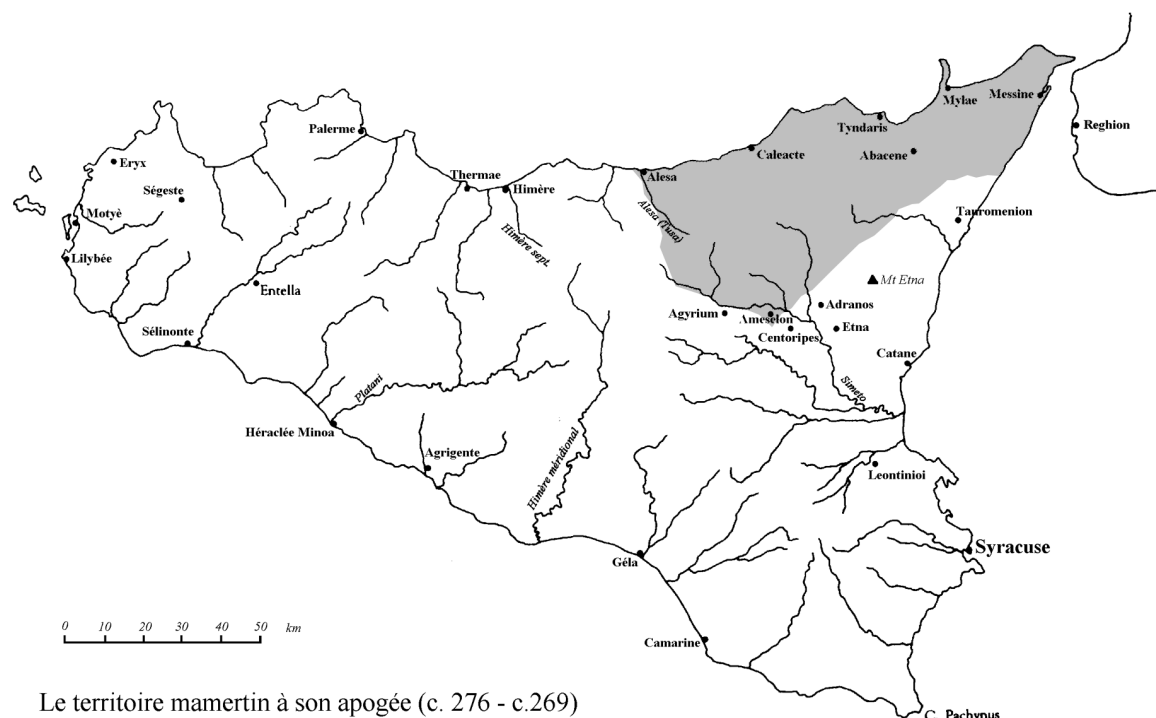 Mylae
Messine
Palerme
Tyndaris
Reghion
Caleacte
Abacene
Eryx
Thermae
Himère
Alesa
Ségeste
Alesa (Tusa)
Motyè
Tauromenion
Himère sept.
Lilybée
Mt Etna
Entella
Adranos
Agyrium
Ameselon
Etna
Centoripes
Sélinonte
Catane
Platani
Simeto
Héraclée Minoa
Agrigente
Himère méridional
Leontinioi
Syracuse
Géla
0 10 20 30 40 50 km
Camarine
Le territoire mamertin à son apogée (c. 276 - c.269)
C. Pachypus